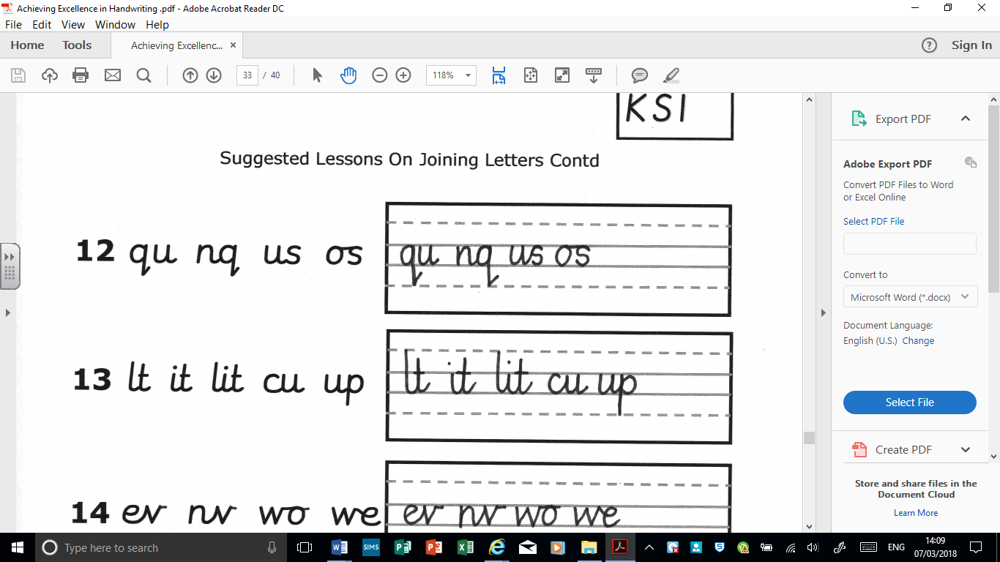 Achieving Excellence in Handwriting .pdf - Adobe Acrobat Reader DC
File Edit View Window Help
Home Tools Achieving Excellenc... × ? Sign In
33 / 40 118%
KS1
Suggested Lessons On Joining Letters Contd
12 qu nq us os qu nq us os
13 lt it lit cu up lt it lit cu up
14 ev nv wo we ev nv wo we
Export PDF
Adobe Export PDF
Convert PDF Files to Word
or Excel Online
Select PDF File
Convert to
Microsoft Word (*.docx)
Document Language:
English (U.S.) Change
Select File
Create PDF
Store and share files in the
Document Cloud
Learn More
Type here to search
SIMS
ENG
14:09
07/03/2018